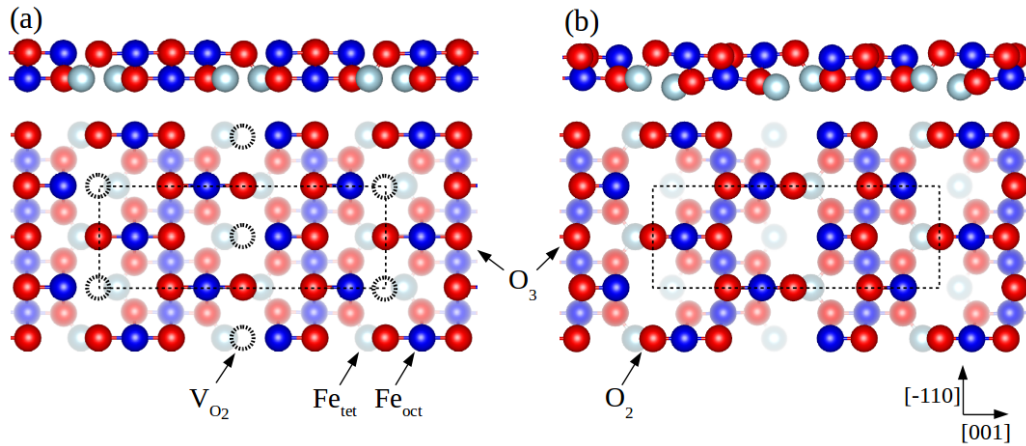 (a)
(b)
O3
VO2
Fetet
Feoct
O2
[-110]
[001]